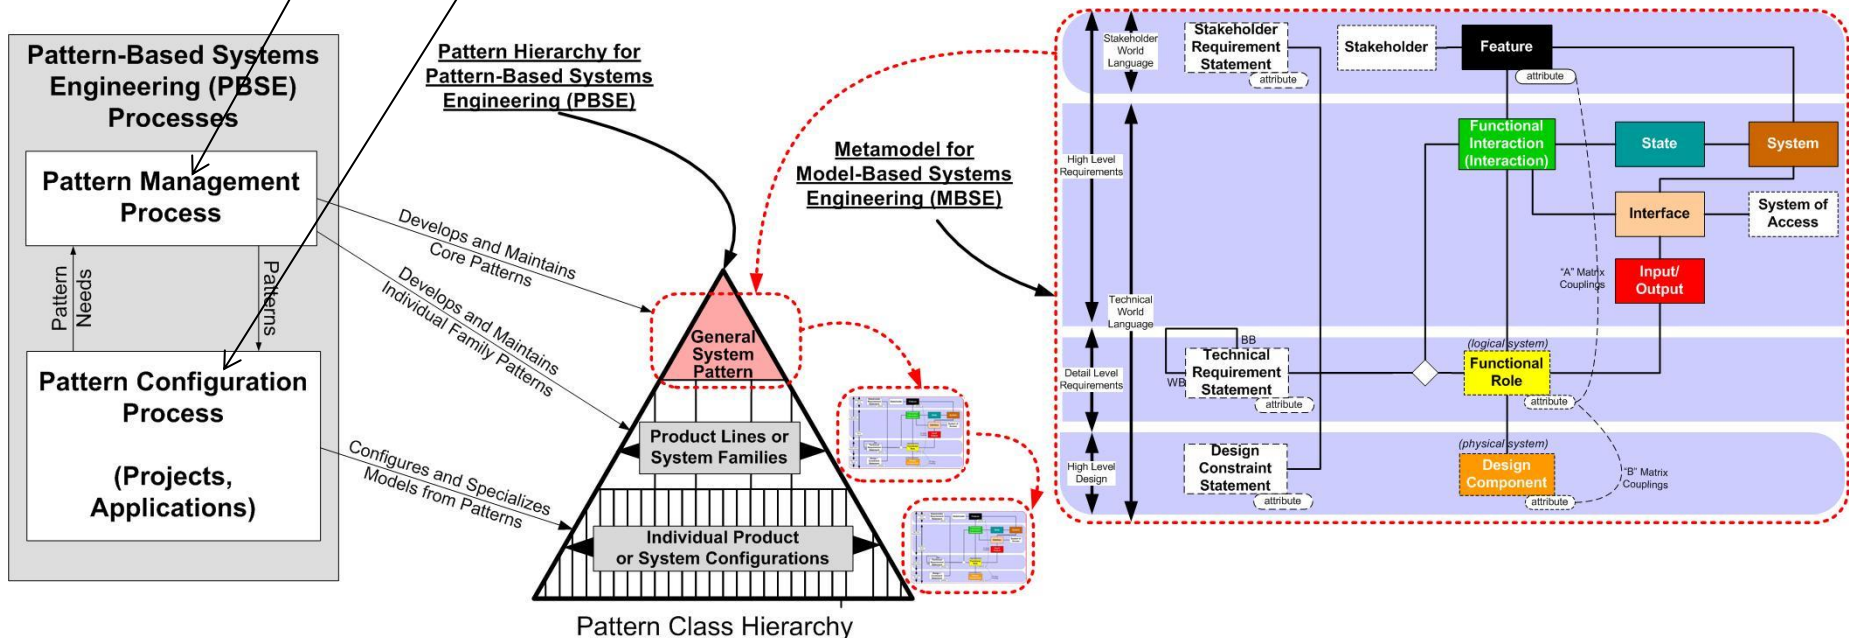 Pattern-Based Systems
Engineering (PBSE)
Processes
Pattern Management
Process
Pattern
Needs
Patterns
Pattern Configuration
Process
(Projects,
Applications)
Pattern Hierarchy for
Pattern-Based Systems
Engineering (PBSE)
Develops and Maintains
Core Patterns
Develops and Maintains
Individual Family Patterns
Configures and Specializes
Models from Patterns
General
System
Pattern
Product Lines or
System Families
Individual Product
or System Configurations
Pattern Class Hierarchy
Metamodel for
Model-Based Systems
Engineering (MBSE)
Stakeholder
World
Language
High Level
Requirements
Technical
World
Language
Detail Level
Requirements
High Level
Design
Stakeholder
Requirement
Statement
attribute
Stakeholder
Feature
attribute
Functional
Interaction
(Interaction)
State
System
Interface
System of
Access
"A" Matrix
Couplings
Input/
Output
BB
WB
Technical
Requirement
Statement
attribute
(logical system)
Functional
Role
attribute
Design
Constraint
Statement
attribute
(physical system)
Design
Component
attribute
"B" Matrix
Couplings